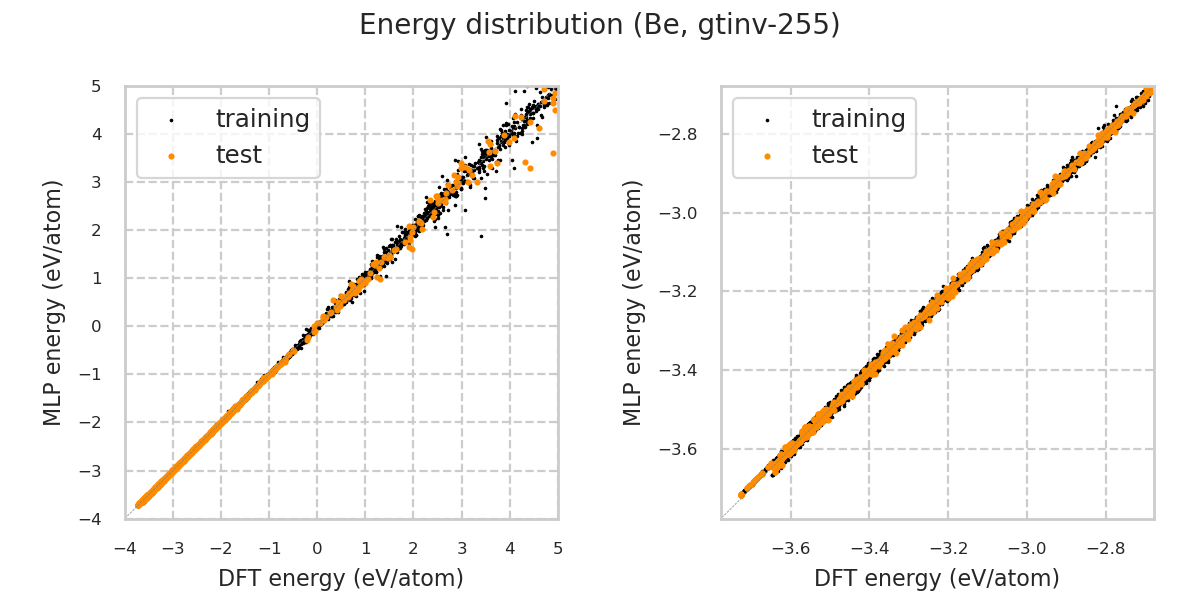 Energy distribution (Be, gtinv-255)
training
test
5
4
3
2
1
0
−1
−2
−3
−4
−4 −3 −2 −1 0 1 2 3 4 5
MLP energy (eV/atom)
DFT energy (eV/atom)
training
test
−2.8
−3.0
−3.2
−3.4
−3.6
−3.6 −3.4 −3.2 −3.0 −2.8
MLP energy (eV/atom)
DFT energy (eV/atom)